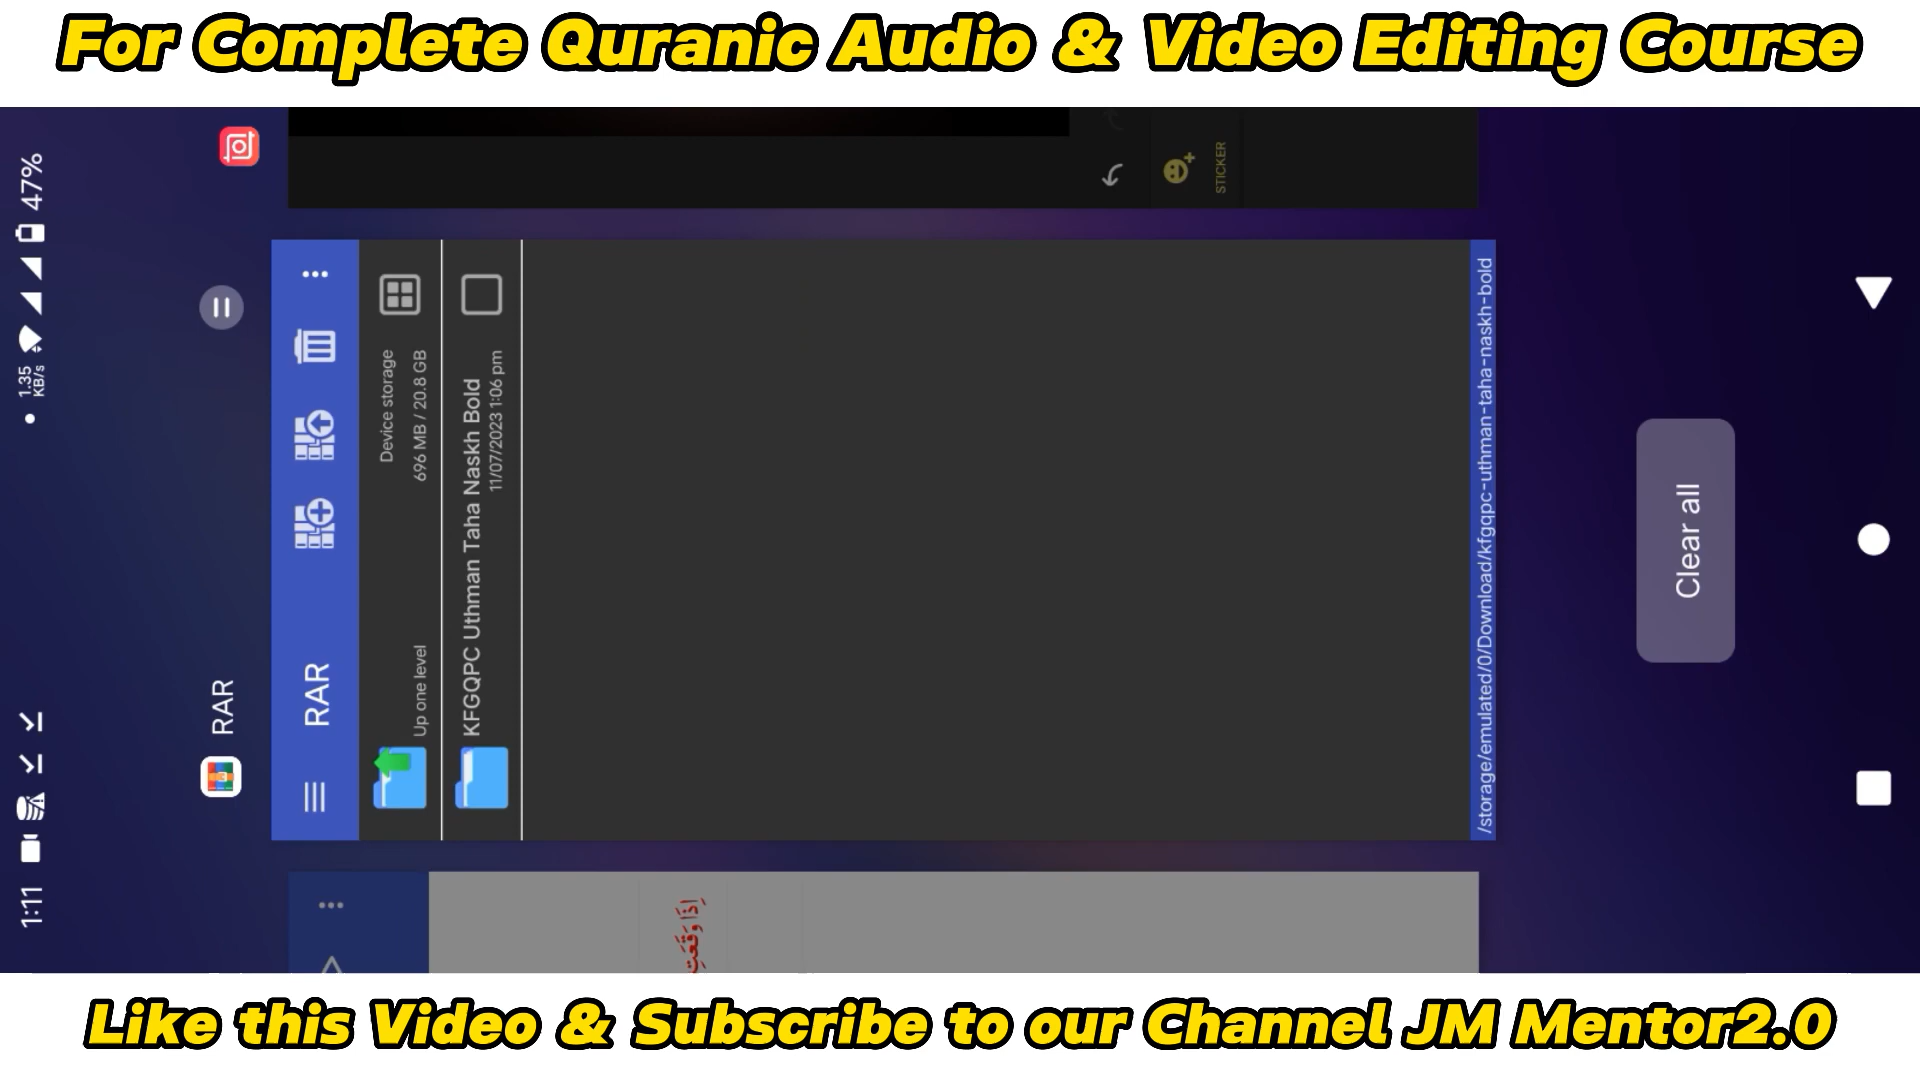 For Complete Quranic Audio & Video Editing Course
1:11
1.35
KB/s
47%
RAR
RAR
Up one level
Device storage
696 MB / 20.8 GB
KFGQPC Uthman Taha Naskh Bold
11/07/2023 1:06 pm
/storage/emulated/0/Download/kfgqpc-uthman-taha-naskh-bold
STICKER
إِذَا وَقَعَتِ
Clear all
Like this Video & Subscribe to our Channel JM Mentor2.0